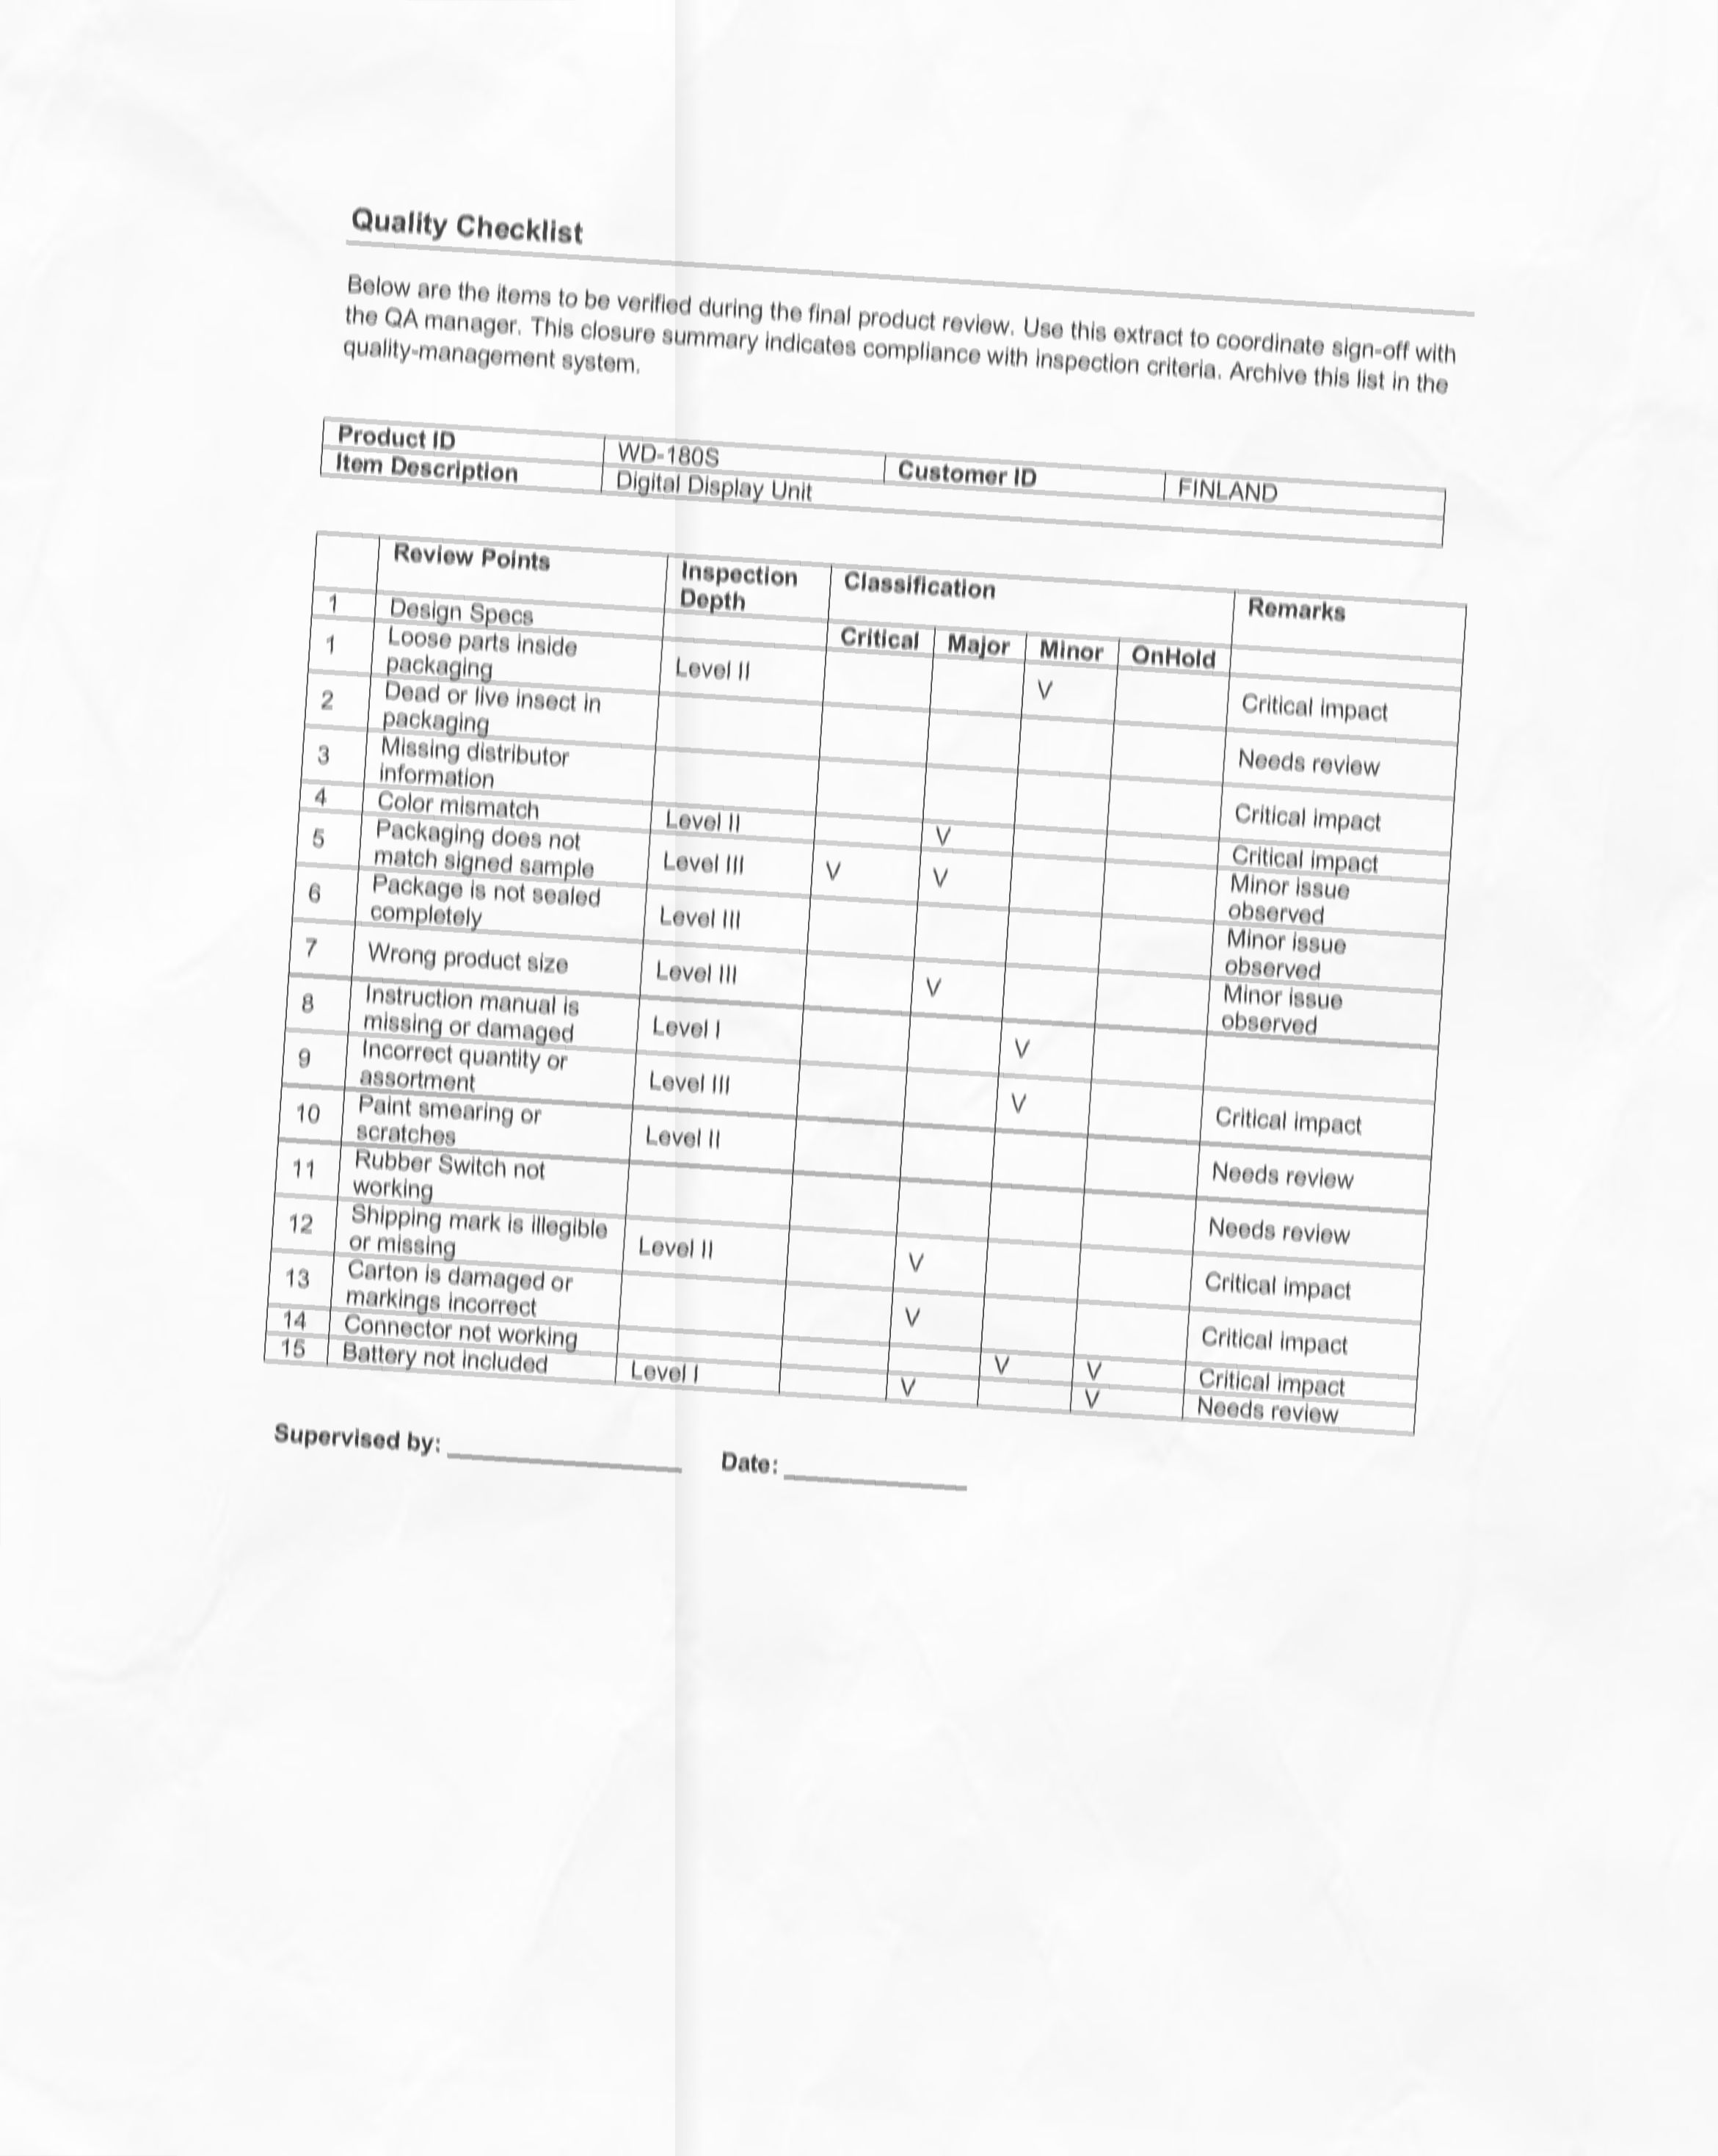 Quality Checklist
Below are the items to be verified during the final product review. Use this extract to coordinate sign-off with
the QA manager. This closure summary indicates compliance with inspection criteria. Archive this list in the
quality-management system.
Product ID WD-180S Customer ID FINLAND
Item Description Digital Display Unit
Review Points Inspection Depth Classification Remarks
1 Design Specs Critical Major Minor OnHold
1 Loose parts inside packaging Level II V Critical impact
2 Dead or live insect in packaging Needs review
3 Missing distributor information Critical impact
4 Color mismatch Level II V Critical impact
5 Packaging does not match signed sample Level III V V Minor issue observed
6 Package is not sealed completely Level III Minor issue observed
7 Wrong product size Level III V Minor issue observed
8 Instruction manual is missing or damaged Level I V
9 Incorrect quantity or assortment Level III V Critical impact
10 Paint smearing or scratches Level II Needs review
11 Rubber Switch not working Needs review
12 Shipping mark is illegible or missing Level II V Critical impact
13 Carton is damaged or markings incorrect V Critical impact
14 Connector not working V V Critical impact
15 Battery not included Level I V V Needs review
Supervised by: Date: